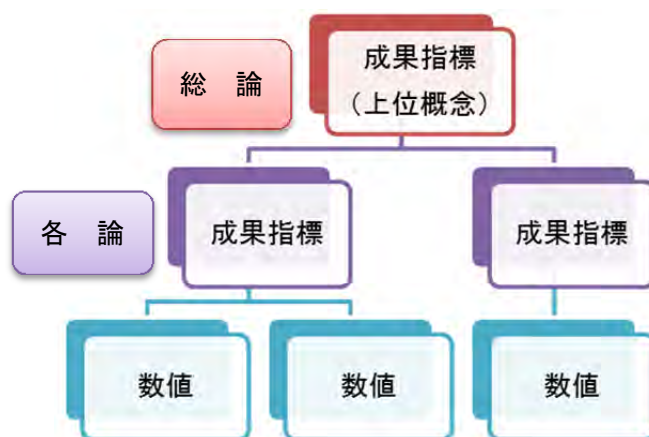 総　論
成果指標
（上位概念）
各　論
成果指標
成果指標
数値
数値
数値